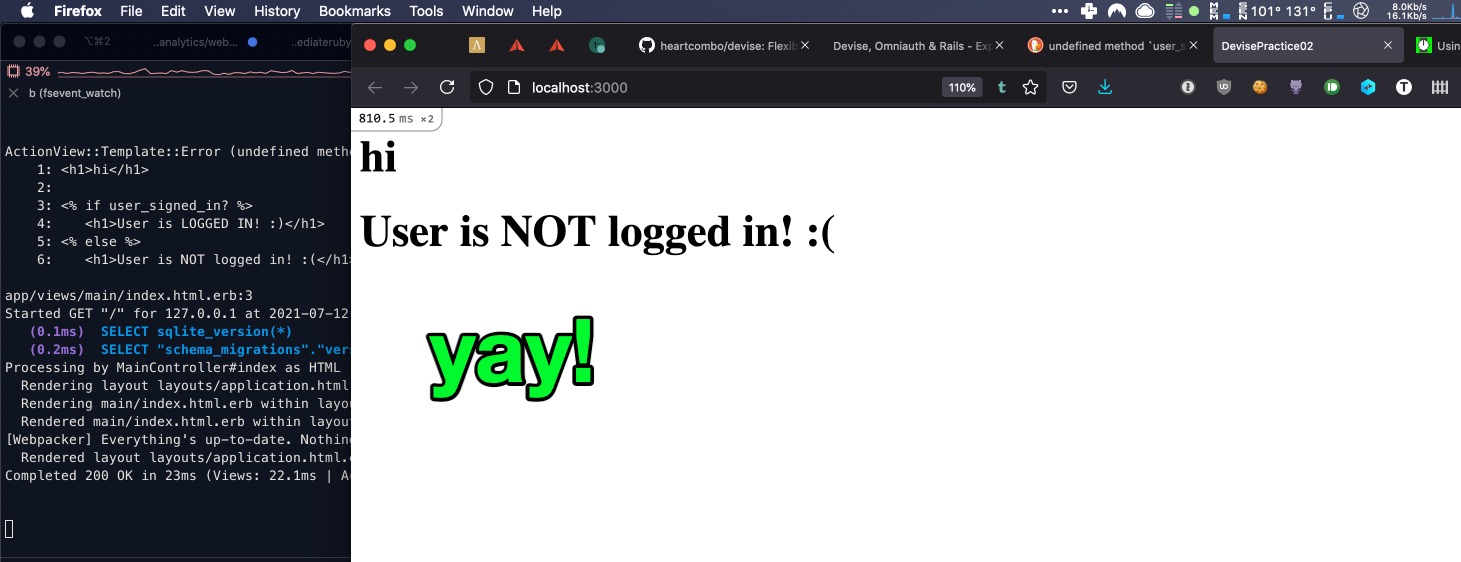 Firefox File Edit View History Bookmarks Tools Window Help
101° 131°
8.0Kb/s
16.1Kb/s
⌥⌘2 ..analytics/web... ..ediateruby
heartcombo/devise: Flexib
Devise, Omniauth & Rails - Exp
undefined method `user_s
DevisePractice02
Usin
39%
localhost:3000
110%
b (fsevent_watch)
810.5 ms ×2
hi
User is NOT logged in! :(
yay!
ActionView::Template::Error (undefined metho
1: <h1>hi</h1>
2:
3: <% if user_signed_in? %>
4: <h1>User is LOGGED IN! :)</h1>
5: <% else %>
6: <h1>User is NOT logged in! :(</h1>
app/views/main/index.html.erb:3
Started GET "/" for 127.0.0.1 at 2021-07-12
(0.1ms) SELECT sqlite_version(*)
(0.2ms) SELECT "schema_migrations"."vers
Processing by MainController#index as HTML
Rendering layout layouts/application.html
Rendering main/index.html.erb within layou
Rendered main/index.html.erb within layout
[Webpacker] Everything's up-to-date. Nothing
Rendered layout layouts/application.html.e
Completed 200 OK in 23ms (Views: 22.1ms | Ac